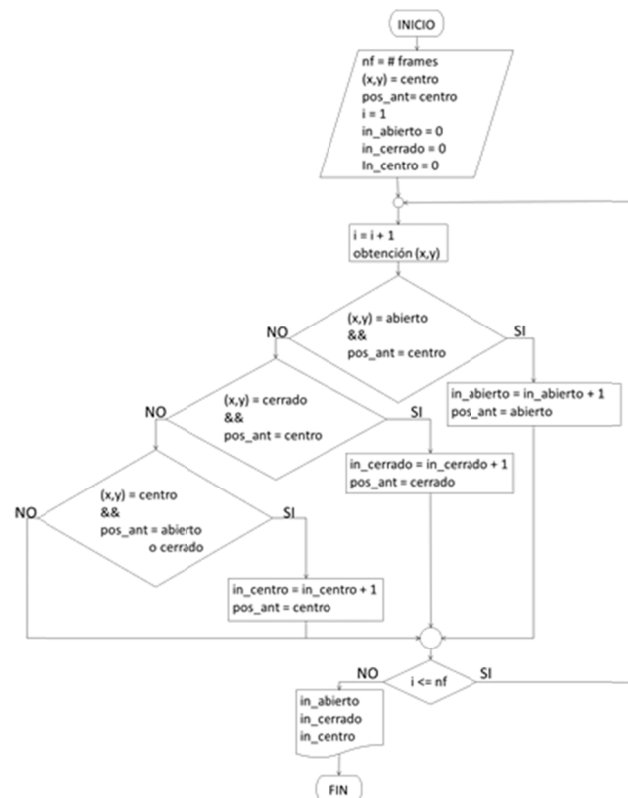 INICIO
nf = # frames
(x,y) = centro
pos_ant= centro
i = 1
in_abierto = 0
in_cerrado = 0
In_centro = 0
i = i + 1
obtención (x,y)
(x,y) = abierto
&&
pos_ant = centro
NO
SI
in_abierto = in_abierto + 1
pos_ant = abierto
(x,y) = cerrado
&&
pos_ant = centro
NO
SI
in_cerrado = in_cerrado + 1
pos_ant = cerrado
(x,y) = centro
&&
pos_ant = abierto
o cerrado
NO
SI
in_centro = in_centro + 1
pos_ant = centro
i <= nf
NO
SI
in_abierto
in_cerrado
in_centro
FIN